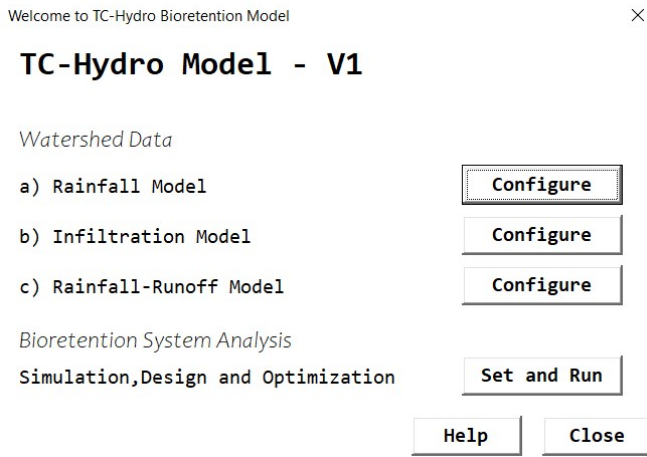 Welcome to TC-Hydro Bioretention Model
TC-Hydro Model - V1
Watershed Data
a) Rainfall Model Configure
b) Infiltration Model Configure
c) Rainfall-Runoff Model Configure
Bioretention System Analysis
Simulation,Design and Optimization Set and Run
Help Close